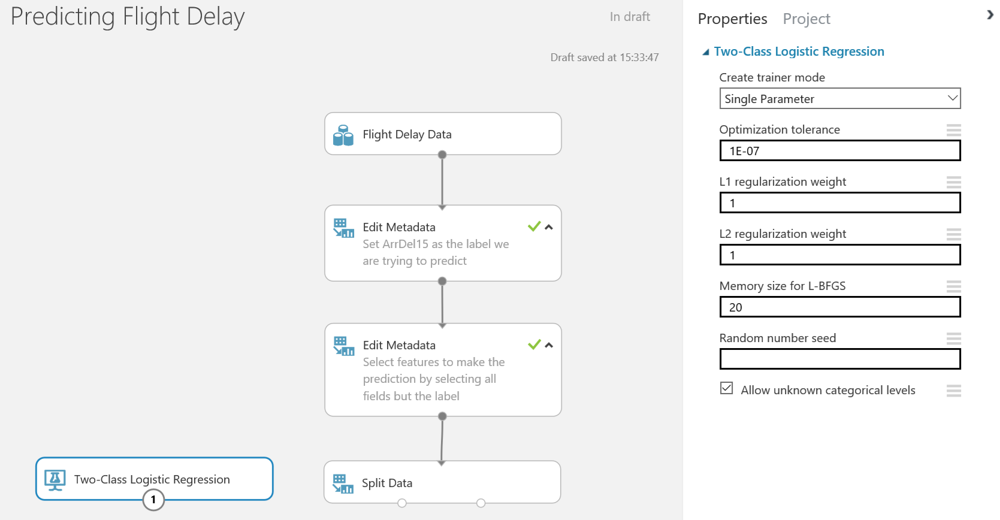 Predicting Flight Delay
In draft
Draft saved at 15:33:47
Flight Delay Data
Edit Metadata
Set ArrDel15 as the label we
are trying to predict
Edit Metadata
Select features to make the
prediction by selecting all
fields but the label
Two-Class Logistic Regression
1
Split Data
Properties Project
Two-Class Logistic Regression
Create trainer mode
Single Parameter
Optimization tolerance
1E-07
L1 regularization weight
1
L2 regularization weight
1
Memory size for L-BFGS
20
Random number seed
Allow unknown categorical levels